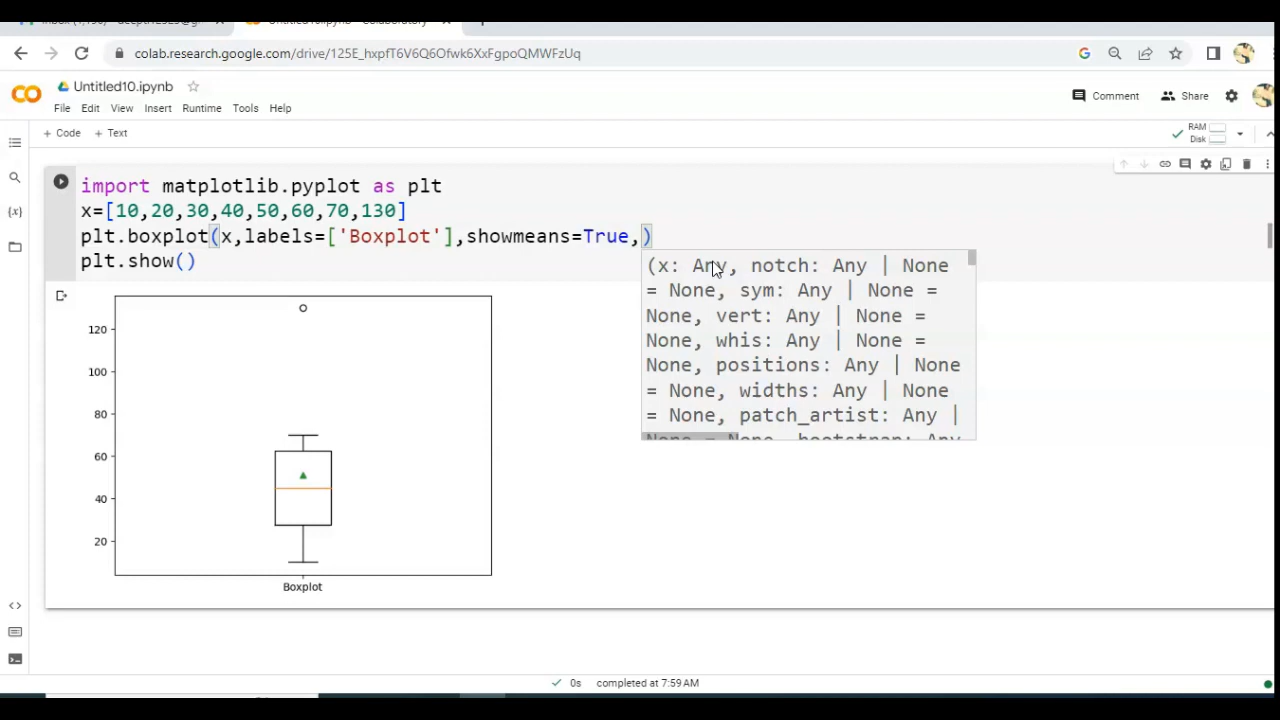 colab.research.google.com/drive/125E_hxpfT6V6Q6Ofwk6XxFgpoQMWFzUq
Untitled10.ipynb
File Edit View Insert Runtime Tools Help
Comment
Share
+ Code + Text
RAM
Disk
import matplotlib.pyplot as plt
x=[10,20,30,40,50,60,70,130]
plt.boxplot(x,labels=['Boxplot'],showmeans=True,)
plt.show()
(x: Any, notch: Any | None
= None, sym: Any | None =
None, vert: Any | None =
None, whis: Any | None =
None, positions: Any | None
= None, widths: Any | None
= None, patch_artist: Any |
None = None, bootstrap: Any
{x}
120
100
80
60
40
20
Boxplot
0s completed at 7:59 AM